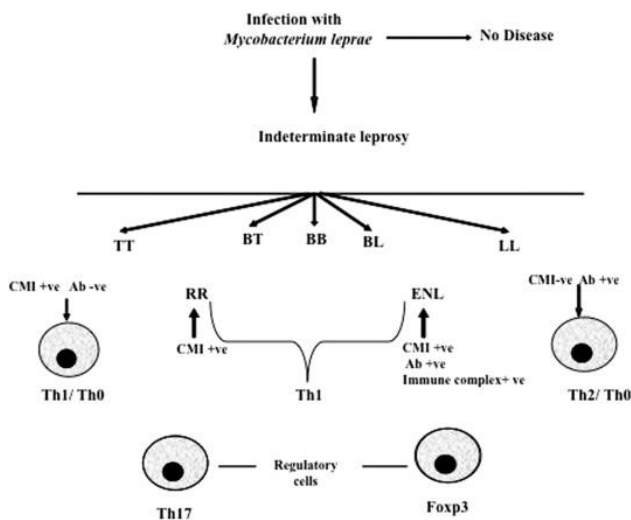 Infection with
Mycobacterium leprae
No Disease
Indeterminate leprosy
TT
BT
BB
BL
LL
CMI +ve Ab -ve
CMI-ve Ab +ve
RR
ENL
CMI +ve
CMI +ve
Ab +ve
Immune complex+ ve
Th1/ Th0
Th1
Th2/ Th0
Regulatory
cells
Th17
Foxp3